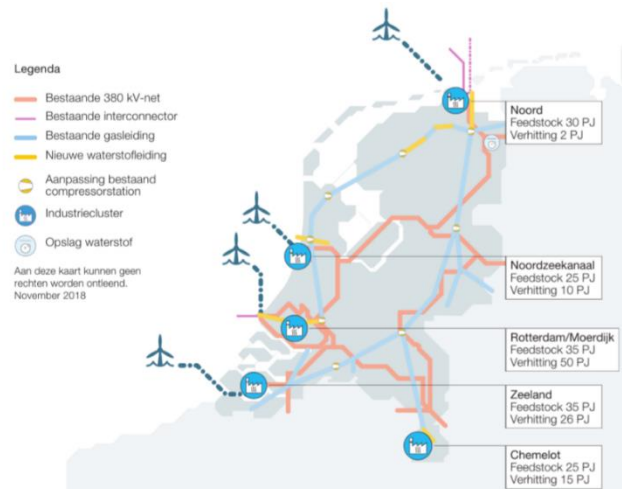 Legenda
Bestaande 380 kV-net
Bestaande interconnector
Bestaande gasleiding
Nieuwe waterstofleiding
Aanpassing bestaand
compressorstation
Industriecluster
Opslag waterstof
Aan deze kaart kunnen geen
rechten worden ontleend.
November 2018
Noord
Feedstock 30 PJ
Verhitting 2 PJ
Noordzeekanaal
Feedstock 25 PJ
Verhitting 10 PJ
Rotterdam/Moerdijk
Feedstock 35 PJ
Verhitting 50 PJ
Zeeland
Feedstock 35 PJ
Verhitting 26 PJ
Chemelot
Feedstock 25 PJ
Verhitting 15 PJ